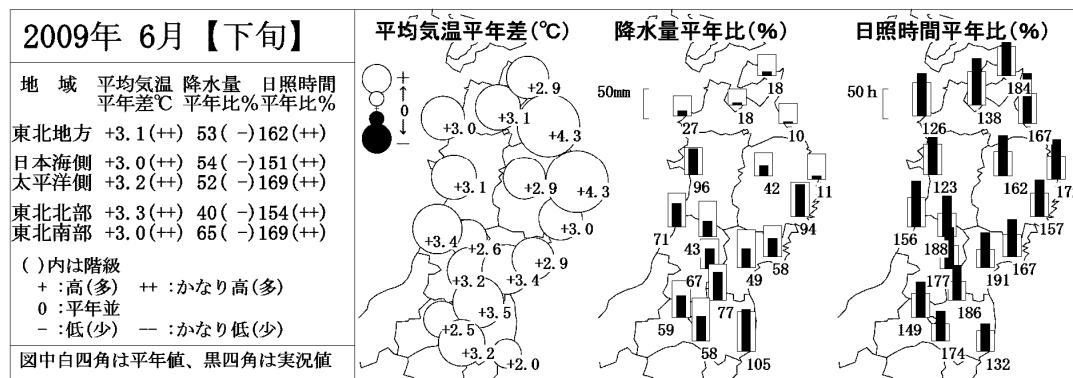 2009年 6月【下旬】
地 域 平均気温 降水量 日照時間
平年差℃ 平年比% 平年比%
東北地方 +3.1(++) 53( -) 162(++)
日本海側 +3.0(++) 54( -) 151(++)
太平洋側 +3.2(++) 52( -) 169(++)
東北北部 +3.3(++) 40( -) 154(++)
東北南部 +3.0(++) 65( -) 169(++)
( )内は階級
+ :高(多) ++ :かなり高(多)
0 :平年並
- :低(少) -- :かなり低(少)
図中白四角は平年値、黒四角は実況値
平均気温平年差(℃)
+
0
-
+2.9
+3.0
+3.1
+4.3
+3.1
+2.9
+4.3
+3.0
+3.4
+2.6
+2.9
+3.2
+3.4
+3.5
+2.5
+3.2
+2.0
降水量平年比(%)
50mm
18
27
18
10
96
42
11
94
71
43
58
67
49
77
59
58
105
日照時間平年比(%)
50h
184
126
138
167
123
162
157
156
188
167
177
191
186
149
174
132